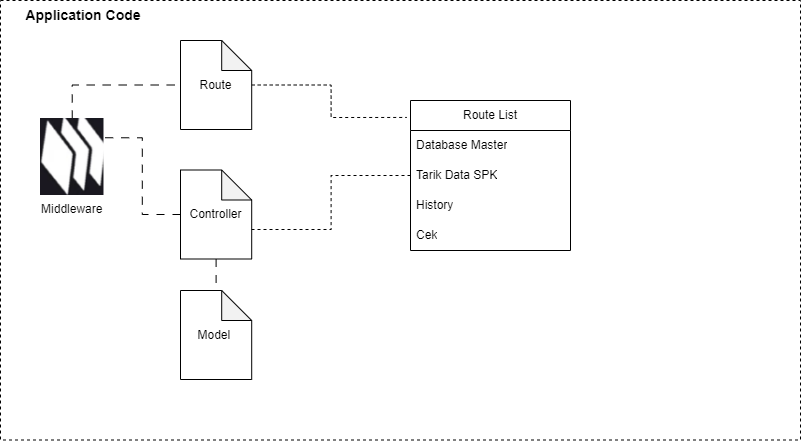 Application Code
Route
Route List
Database Master
Tarik Data SPK
History
Cek
Middleware
Controller
Model